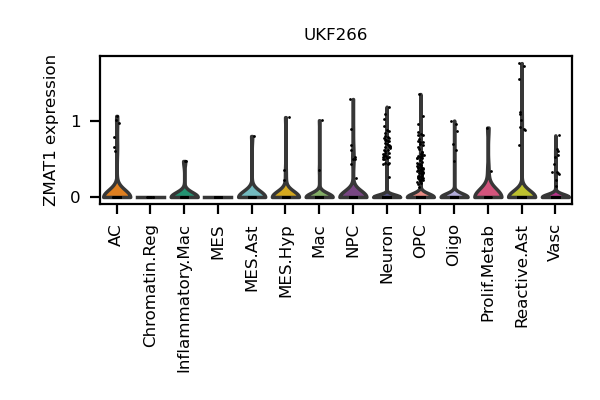 UKF266
ZMAT1 expression
1
0
AC
Chromatin.Reg
Inflammatory.Mac
MES
MES.Ast
MES.Hyp
Mac
NPC
Neuron
OPC
Oligo
Prolif.Metab
Reactive.Ast
Vasc